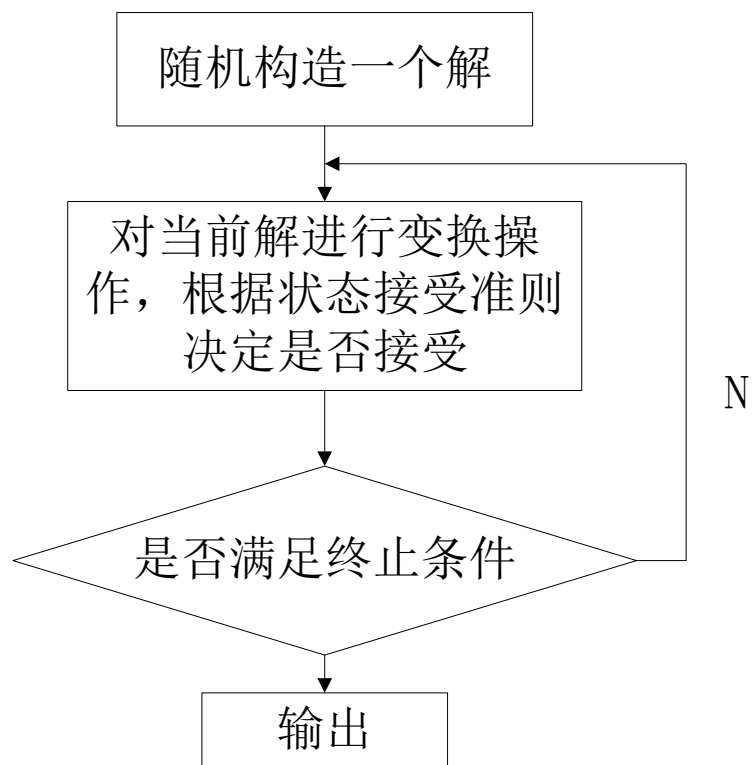 随机构造一个解
对当前解进行变换操
作，根据状态接受准则
决定是否接受
N
是否满足终止条件
输出